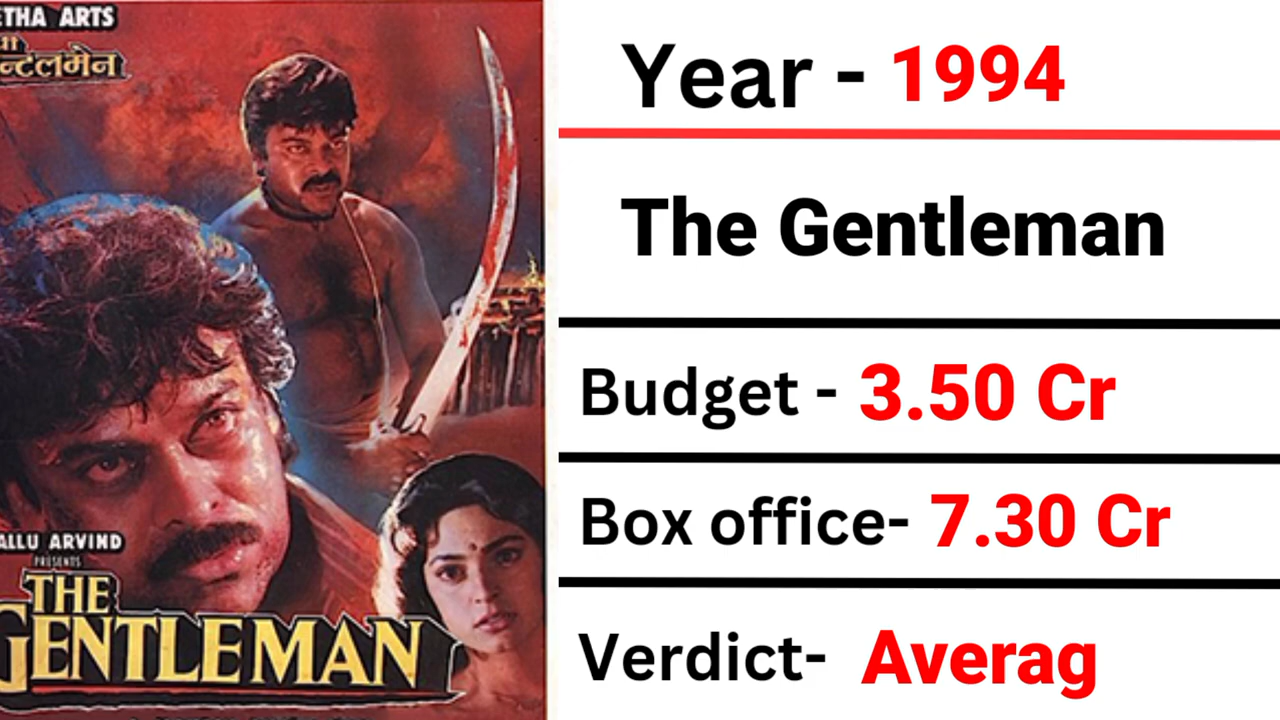 ETHA ARTS
न्टलमेन
ALLU ARVIND
PRESENTS
THE
GENTLEMAN
Year - 1994
The Gentleman
Budget - 3.50 Cr
Box office- 7.30 Cr
Verdict- Averag